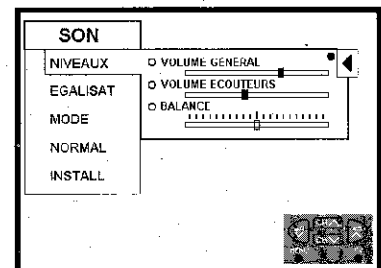 SON
NIVEAUX
EGALISAT
MODE
NORMAL
INSTALL
VOLUME GENERAL
VOLUME ECOUTEURS
BALANCE